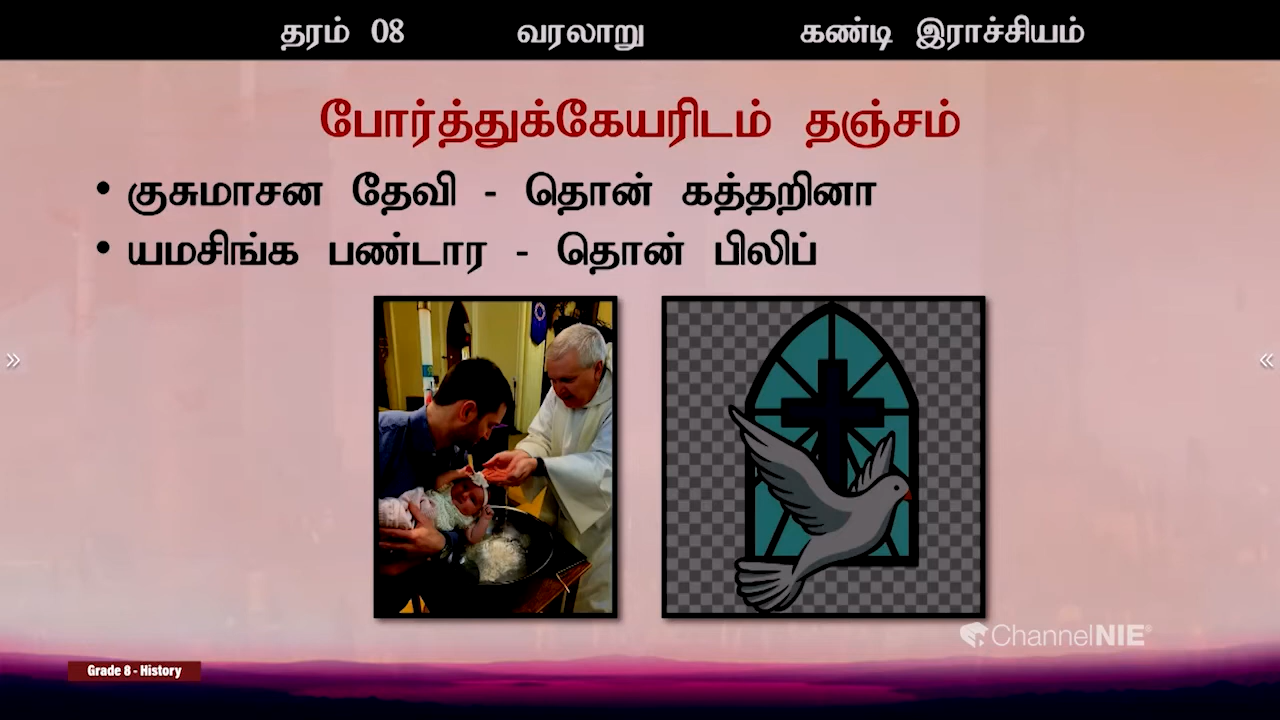 தரம் 08 வரலாறு கண்டி இராச்சியம்
போர்த்துக்கேயரிடம் தஞ்சம்
• குசுமாசன தேவி - தொன் கத்தறினா
• யமசிங்க பண்டார - தொன் பிலிப்
ChannelNIE
Grade 8 - History